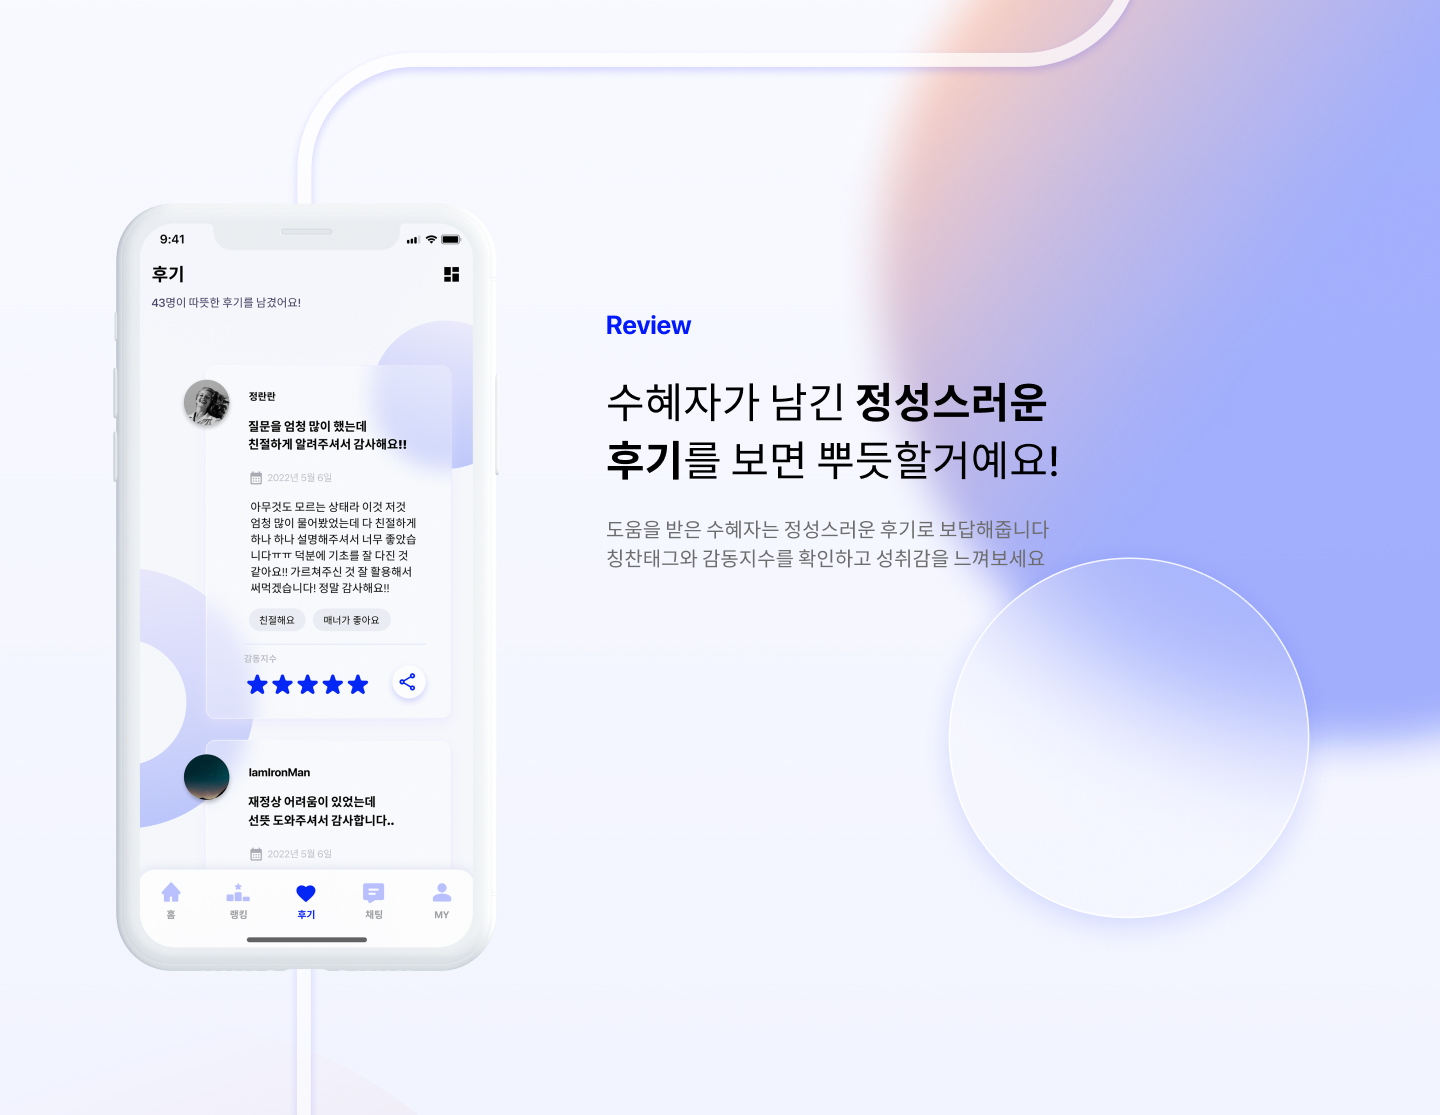 9:41
후기
43명이 따뜻한 후기를 남겼어요!
정란란
질문을 엄청 많이 했는데
친절하게 알려주셔서 감사해요!!
2022년 5월 6일
아무것도 모르는 상태라 이것 저것
엄청 많이 물어봤었는데 다 친절하게
하나 하나 설명해주셔서 너무 좋았습
니다ㅠㅠ 덕분에 기초를 잘 다진 것
같아요!! 가르쳐주신 것 잘 활용해서
써먹겠습니다! 정말 감사해요!!
친절해요 매너가 좋아요
감동지수
IamIronMan
재정상 어려움이 있었는데
선뜻 도와주셔서 감사합니다..
2022년 5월 6일
홈 랭킹 후기 채팅 MY
Review
수혜자가 남긴 정성스러운
후기를 보면 뿌듯할거예요!
도움을 받은 수혜자는 정성스러운 후기로 보답해줍니다
칭찬태그와 감동지수를 확인하고 성취감을 느껴보세요